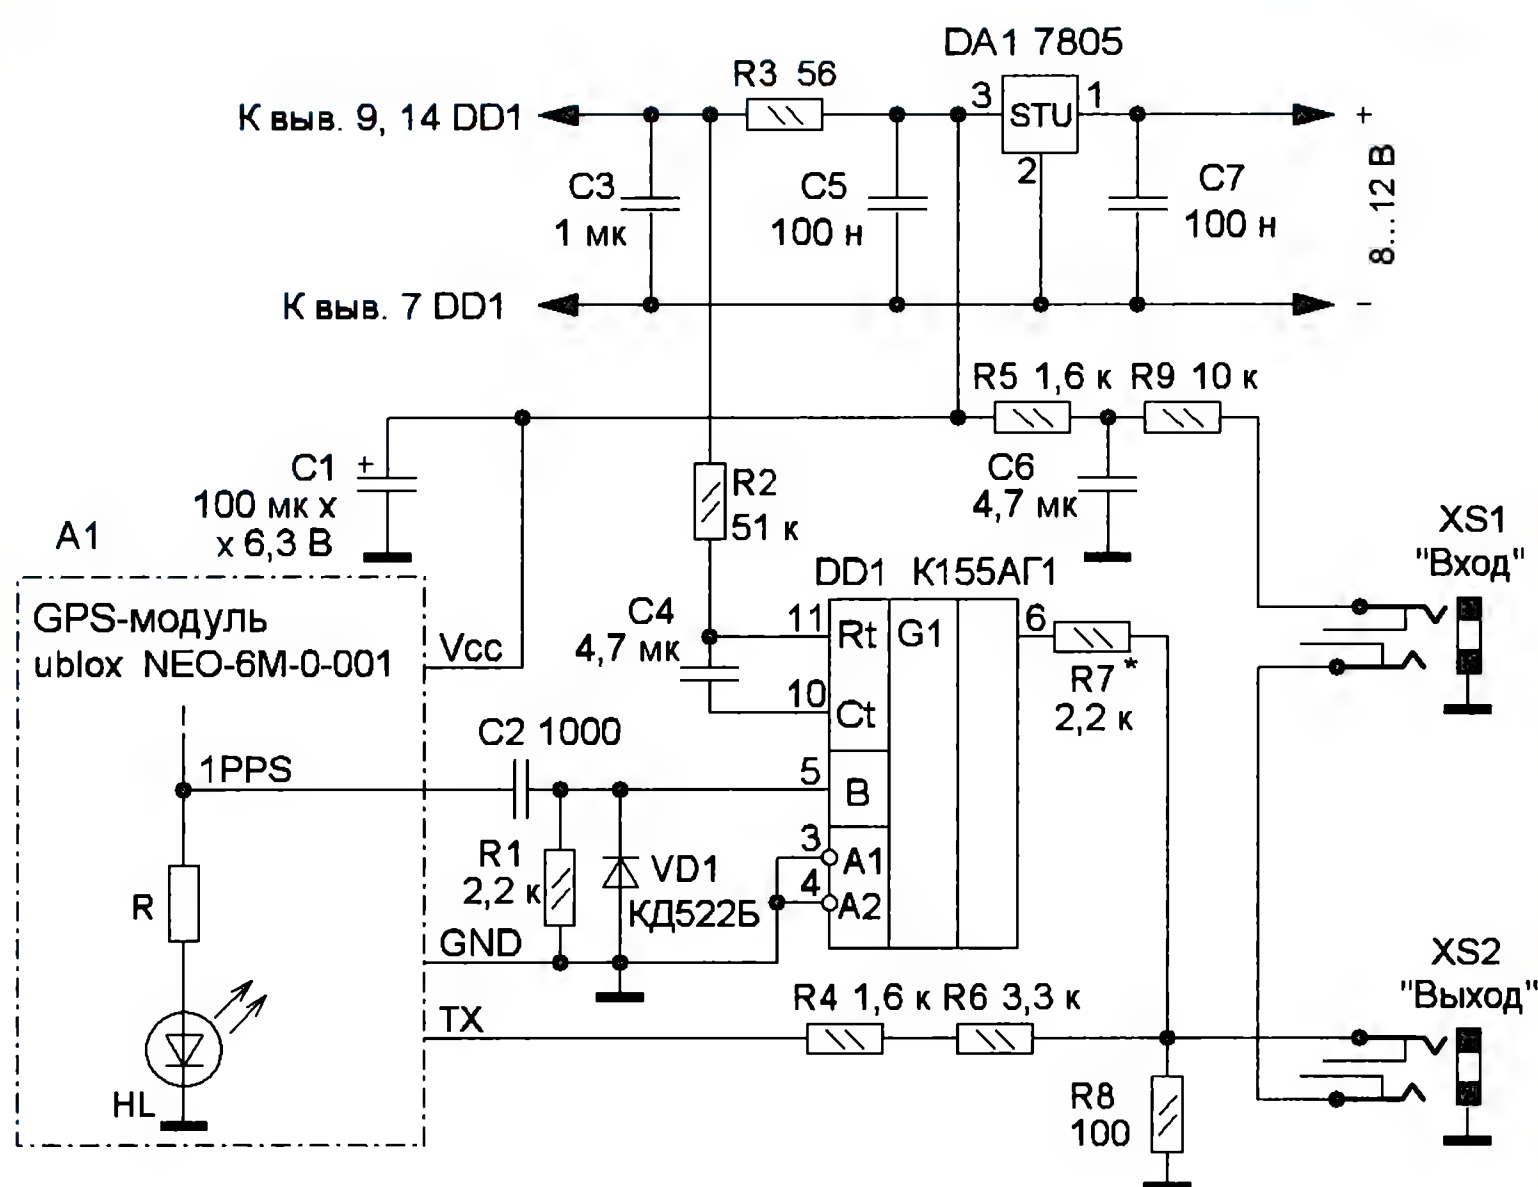 DA1 7805
R3 56
3
STU
1
2
К выв. 9, 14 DD1
+
C3
1 мк
C5
100 н
C7
100 н
8...12 В
К выв. 7 DD1
−
R5 1,6 к
R9 10 к
C1
+
100 мк х
х 6,3 В
R2
51 к
C6
4,7 мк
XS1
"Вход"
A1
DD1 К155АГ1
GPS-модуль
ublox NEO-6M-0-001
Vcc
C4
4,7 мк
11
Rt
G1
6
R7*
2,2 к
10
Ct
C2 1000
1PPS
5
B
R1
2,2 к
VD1
КД522Б
3
A1
4
A2
R
GND
XS2
"Выход"
R4 1,6 к
R6 3,3 к
TX
HL
R8
100